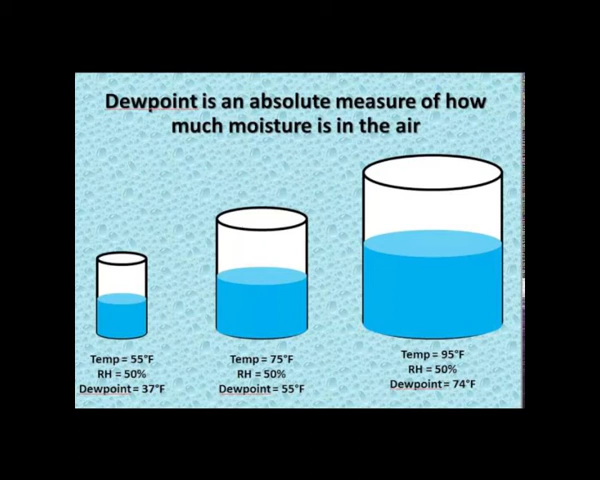 Dewpoint is an absolute measure of how
much moisture is in the air
Temp = 55°F
RH = 50%
Dewpoint = 37°F
Temp = 75°F
RH = 50%
Dewpoint = 55°F
Temp = 95°F
RH = 50%
Dewpoint = 74°F